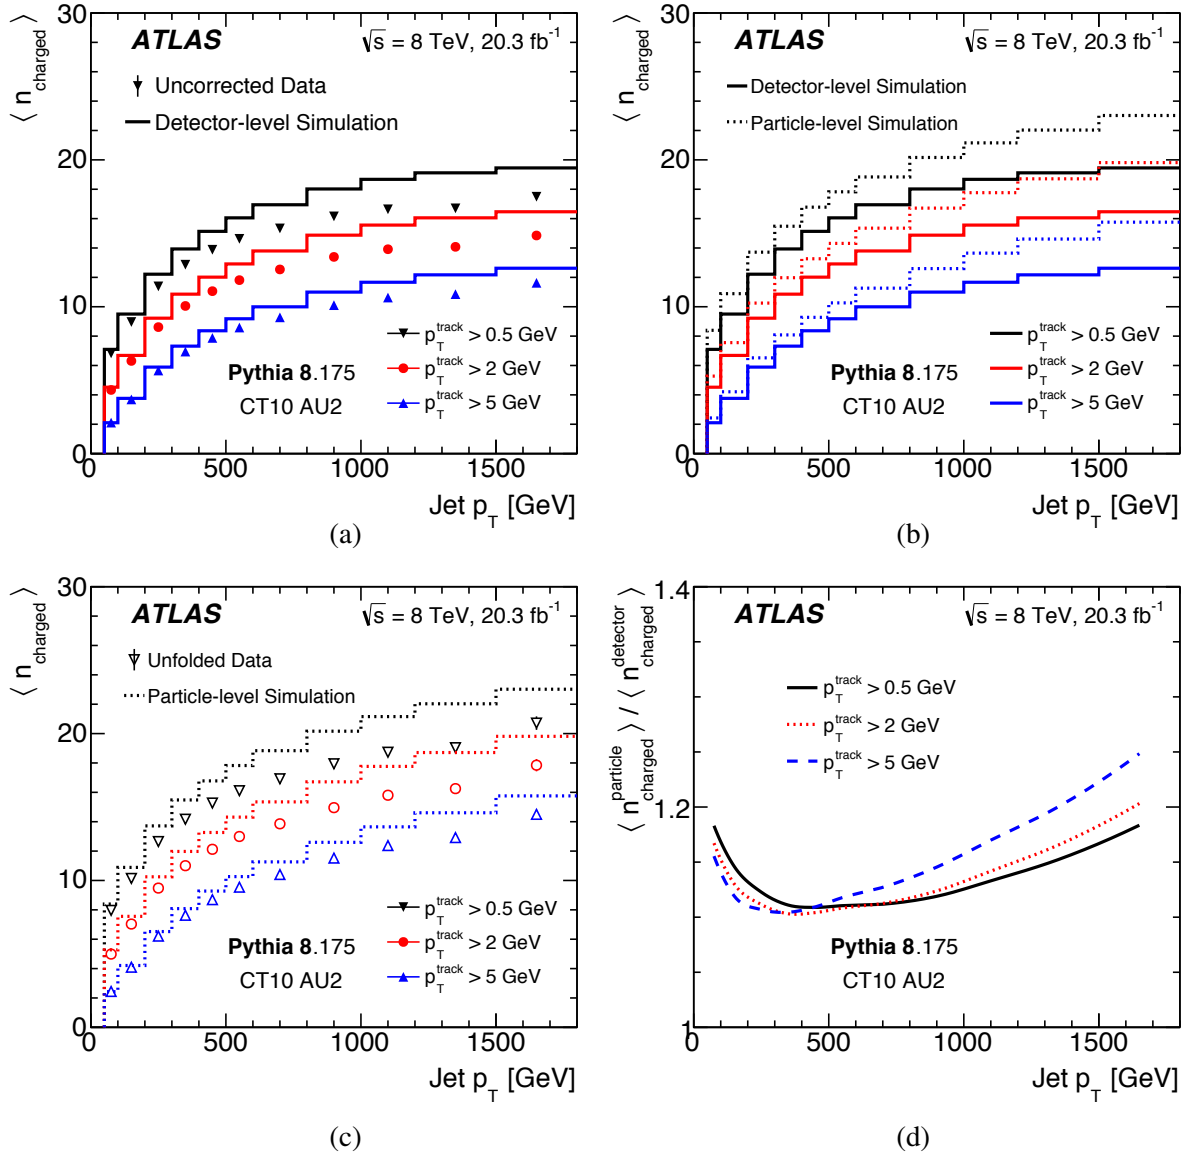 ATLAS
√s = 8 TeV, 20.3 fb⁻¹
Uncorrected Data
Detector-level Simulation
p_T^track > 0.5 GeV
p_T^track > 2 GeV
p_T^track > 5 GeV
Pythia 8.175
CT10 AU2
⟨ n_charged ⟩
30
20
10
0
0 500 1000 1500
Jet p_T [GeV]
(a)
ATLAS
√s = 8 TeV, 20.3 fb⁻¹
Detector-level Simulation
Particle-level Simulation
p_T^track > 0.5 GeV
p_T^track > 2 GeV
p_T^track > 5 GeV
Pythia 8.175
CT10 AU2
⟨ n_charged ⟩
30
20
10
0
0 500 1000 1500
Jet p_T [GeV]
(b)
ATLAS
√s = 8 TeV, 20.3 fb⁻¹
Unfolded Data
Particle-level Simulation
p_T^track > 0.5 GeV
p_T^track > 2 GeV
p_T^track > 5 GeV
Pythia 8.175
CT10 AU2
⟨ n_charged ⟩
30
20
10
0
0 500 1000 1500
Jet p_T [GeV]
(c)
ATLAS
√s = 8 TeV, 20.3 fb⁻¹
p_T^track > 0.5 GeV
p_T^track > 2 GeV
p_T^track > 5 GeV
Pythia 8.175
CT10 AU2
⟨ n_charged^particle ⟩ / ⟨ n_charged^detector ⟩
1.4
1.2
1
0 500 1000 1500
Jet p_T [GeV]
(d)